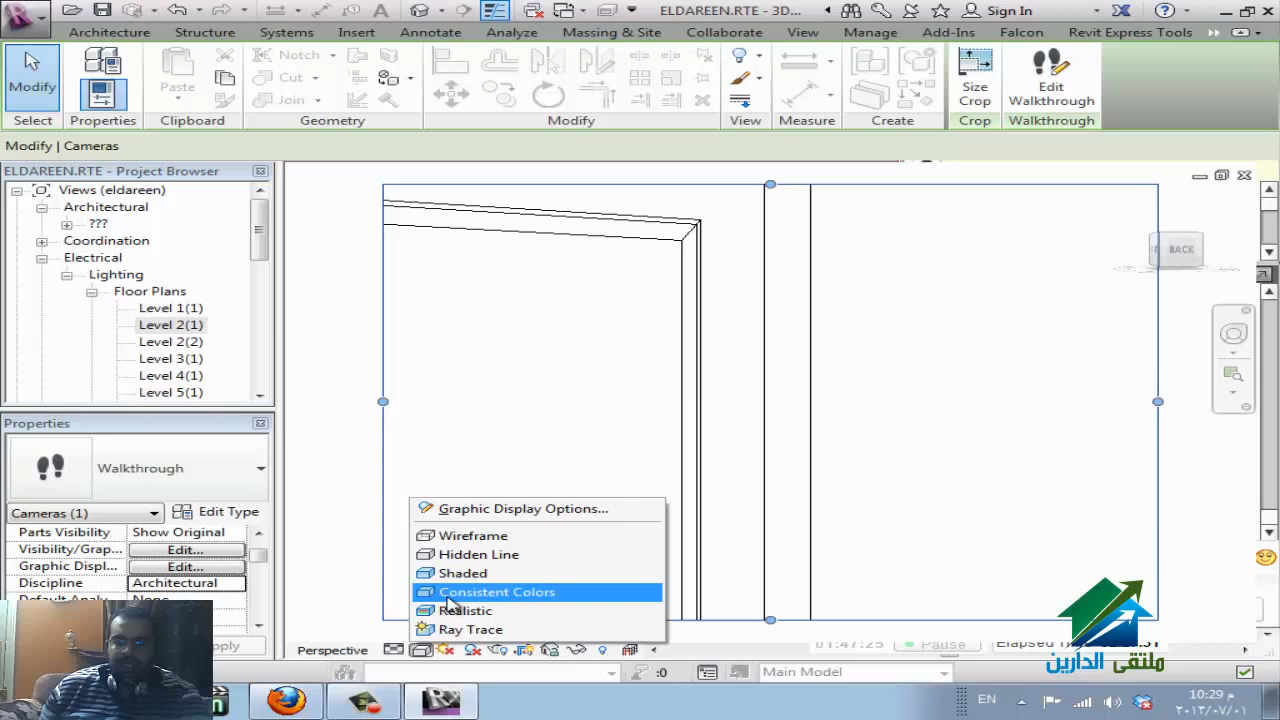 ELDAREEN.RTE - 3D...
Sign In
Architecture Structure Systems Insert Annotate Analyze Massing & Site Collaborate View Manage Add-Ins Falcon Revit Express Tools
Modify
Paste
Notch
Cut
Join
Size Crop
Edit Walkthrough
Select Properties Clipboard Geometry Modify View Measure Create Crop Walkthrough
Modify | Cameras
ELDAREEN.RTE - Project Browser
Views (eldareen)
Architectural
???
Coordination
Electrical
Lighting
Floor Plans
Level 1(1)
Level 2(1)
Level 2(2)
Level 3(1)
Level 4(1)
Level 5(1)
BACK
Properties
Walkthrough
Cameras (1)
Edit Type
Parts Visibility Show Original
Visibility/Grap... Edit...
Graphic Displ... Edit...
Discipline Architectural
Graphic Display Options...
Wireframe
Hidden Line
Shaded
Consistent Colors
Realistic
Ray Trace
Perspective
01:47:25 Pause
ملتقى الدارين
:0
Main Model
EN
10:29 م
٢٠١٣/٠٧/٠١